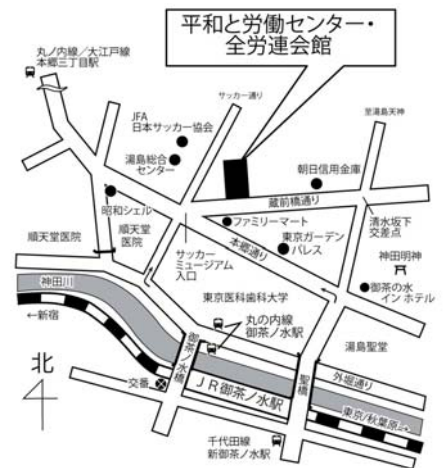 平和と労働センター・
全労連会館
丸ノ内線／大江戸線
本郷三丁目駅
サッカー通り
至湯島天神
JFA
日本サッカー協会
湯島総合
センター
朝日信用金庫
蔵前橋通り
昭和シェル
ファミリーマート
清水坂下
交差点
順天堂医院
順天堂
医院
本郷通り
東京ガーデン
パレス
神田明神
サッカー
ミュージアム
入口
御茶の水
イン ホテル
神田川
東京医科歯科大学
←新宿
丸の内線
御茶ノ水駅
御茶ノ水橋
湯島聖堂
北
外堀通り
聖橋
交番
ＪＲ御茶ノ水駅
東京/秋葉原→
千代田線
新御茶ノ水駅